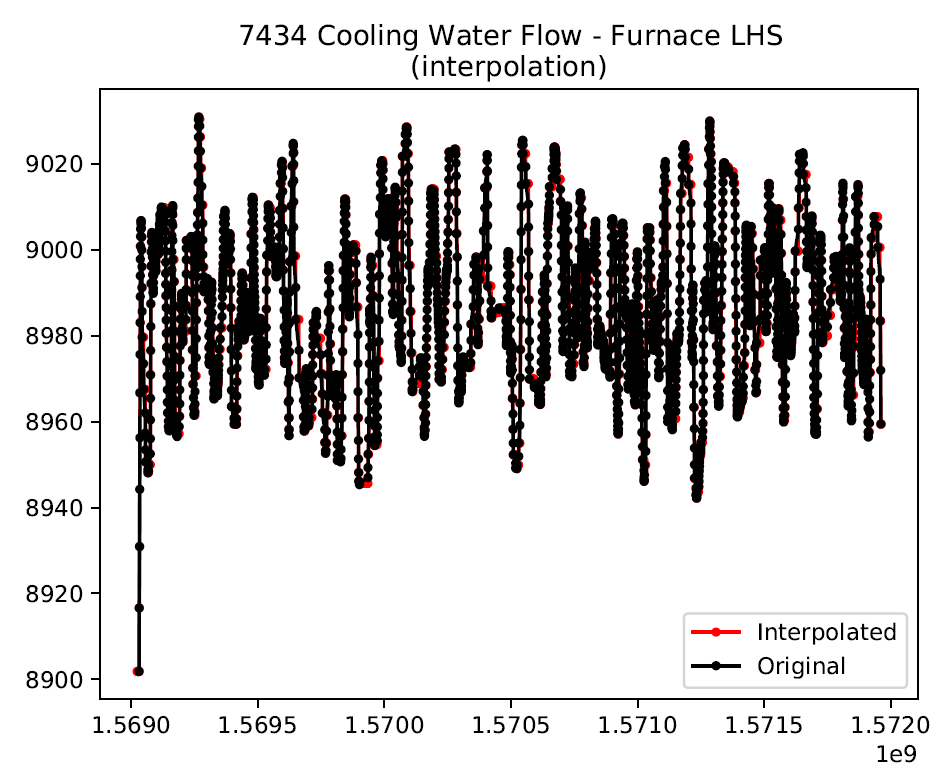 7434 Cooling Water Flow - Furnace LHS
(interpolation)
9020
9000
8980
8960
8940
8920
8900
Interpolated
Original
1.5690 1.5695 1.5700 1.5705 1.5710 1.5715 1.5720
1e9